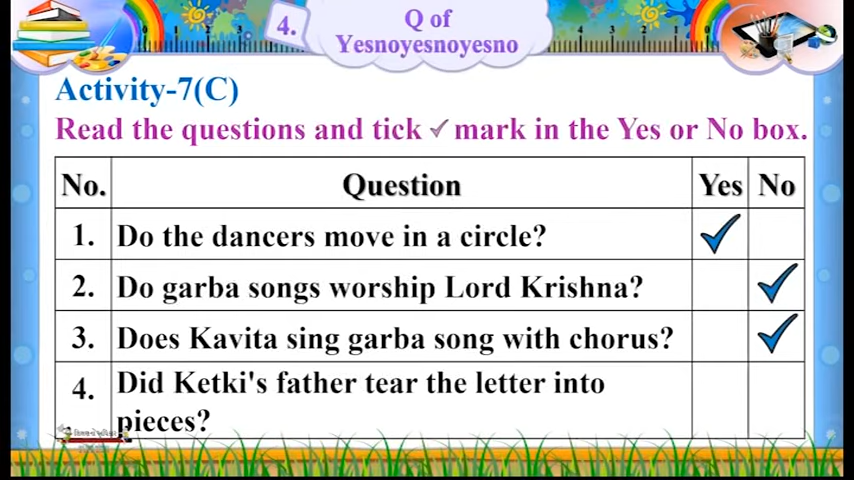 4.
Q of
Yesnoyesnoyesno
Activity-7(C)
Read the questions and tick ✓ mark in the Yes or No box.
No. Question Yes No
1. Do the dancers move in a circle? ✓
2. Do garba songs worship Lord Krishna? ✓
3. Does Kavita sing garba song with chorus? ✓
4. Did Ketki's father tear the letter into
pieces?